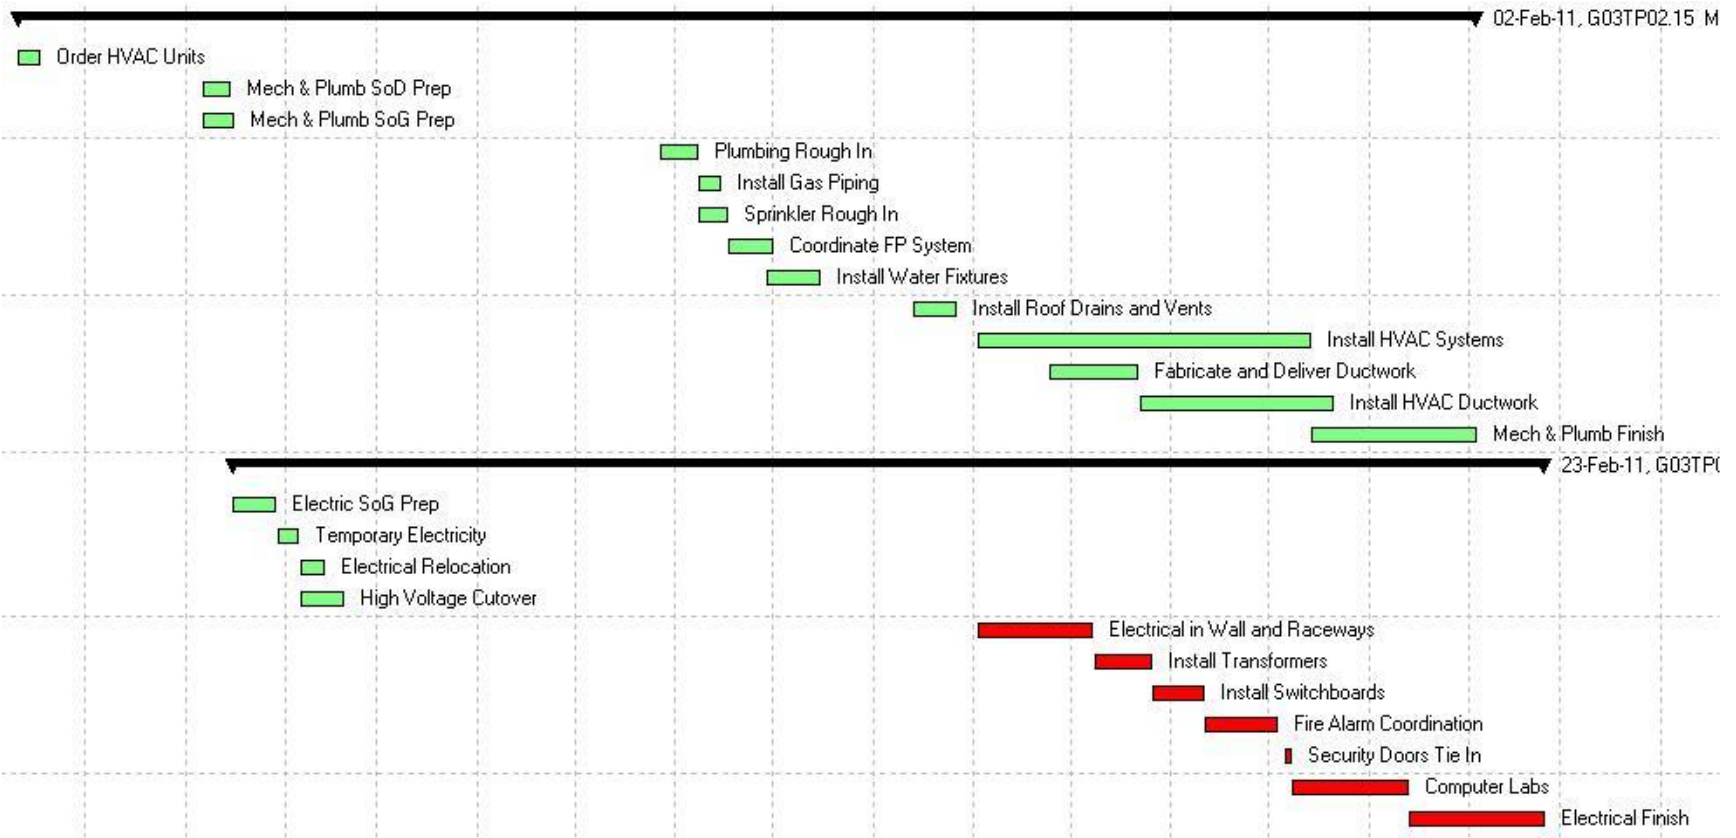 02-Feb-11, G03TP02.15 M
Order HVAC Units
Mech & Plumb SoD Prep
Mech & Plumb SoG Prep
Plumbing Rough In
Install Gas Piping
Sprinkler Rough In
Coordinate FP System
Install Water Fixtures
Install Roof Drains and Vents
Install HVAC Systems
Fabricate and Deliver Ductwork
Install HVAC Ductwork
Mech & Plumb Finish
23-Feb-11, G03TP0
Electric SoG Prep
Temporary Electricity
Electrical Relocation
High Voltage Cutover
Electrical in Wall and Raceways
Install Transformers
Install Switchboards
Fire Alarm Coordination
Security Doors Tie In
Computer Labs
Electrical Finish